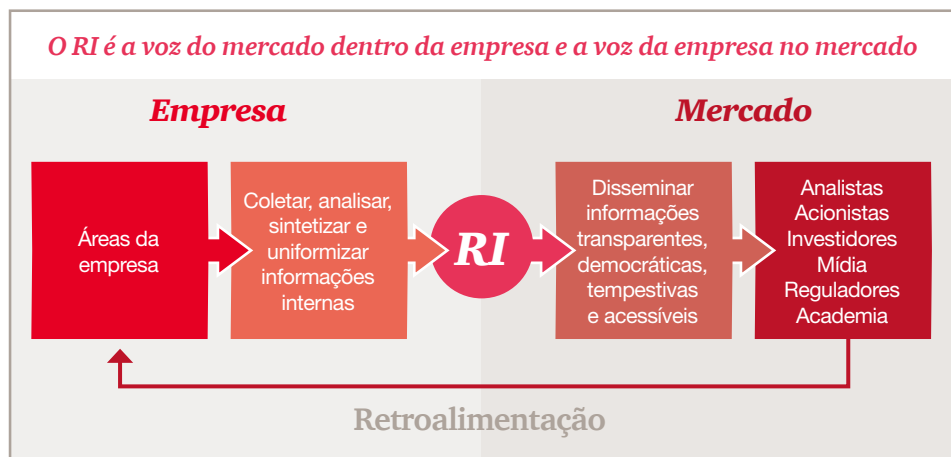 O RI é a voz do mercado dentro da empresa e a voz da empresa no mercado
Empresa
Mercado
Áreas da
empresa
Coletar, analisar,
sintetizar e
uniformizar
informações
internas
RI
Disseminar
informações
transparentes,
democráticas,
tempestivas
e acessíveis
Analistas
Acionistas
Investidores
Mídia
Reguladores
Academia
Retroalimentação